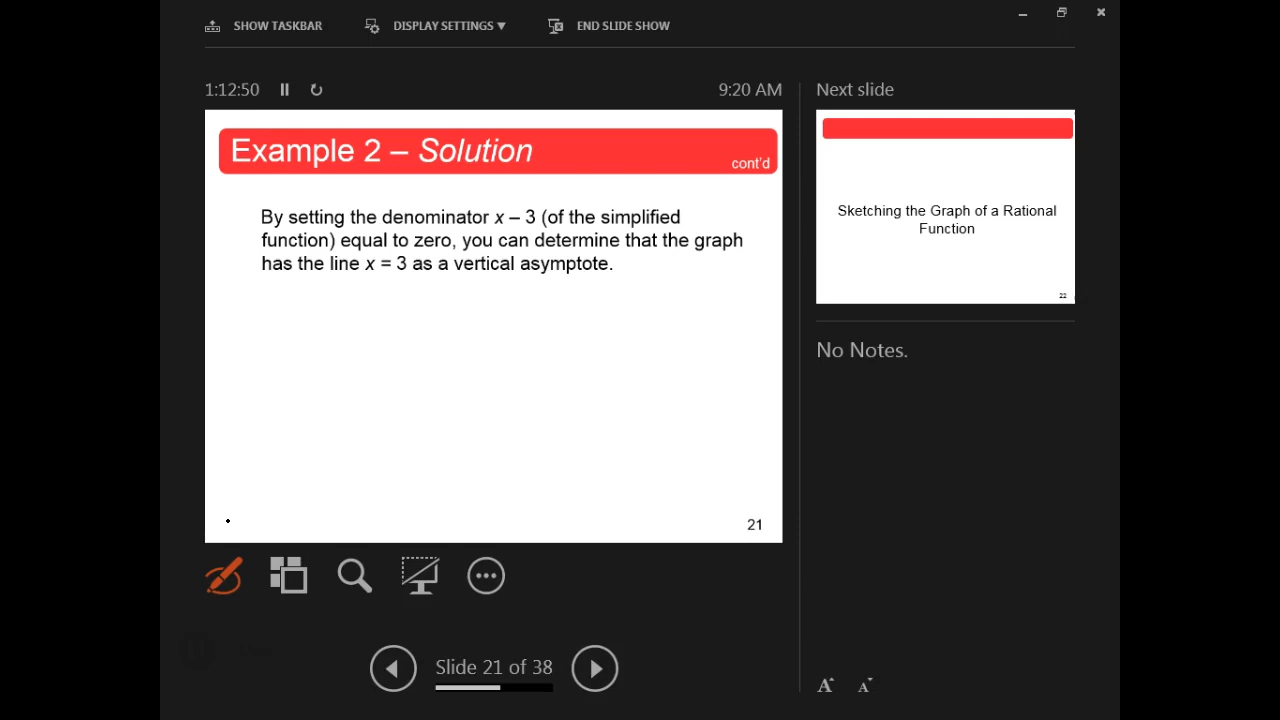 SHOW TASKBAR
DISPLAY SETTINGS ▼
END SLIDE SHOW
1:12:50
9:20 AM
Next slide
Example 2 – Solution
cont'd
By setting the denominator x – 3 (of the simplified
function) equal to zero, you can determine that the graph
has the line x = 3 as a vertical asymptote.
21
Sketching the Graph of a Rational
Function
22
No Notes.
Slide 21 of 38
A A